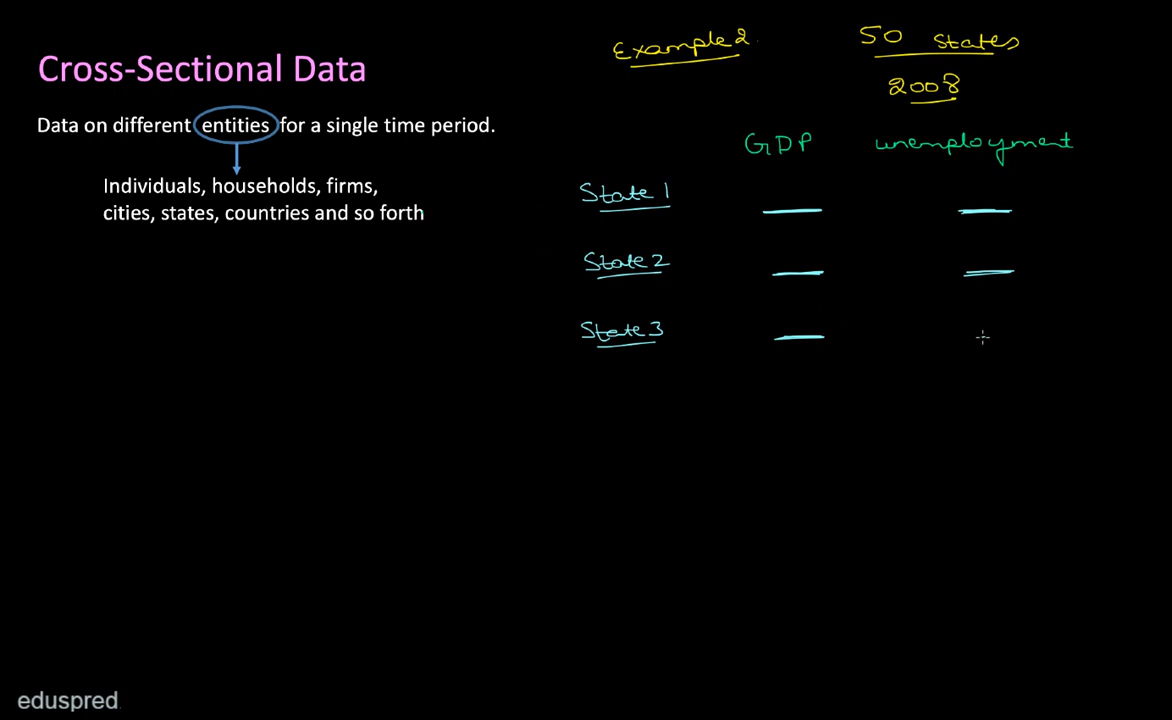 Cross-Sectional Data
Data on different entities for a single time period.
Individuals, households, firms,
cities, states, countries and so forth
Example 2
50 States
2008
GDP unemployment
State 1
State 2
State 3
eduspred